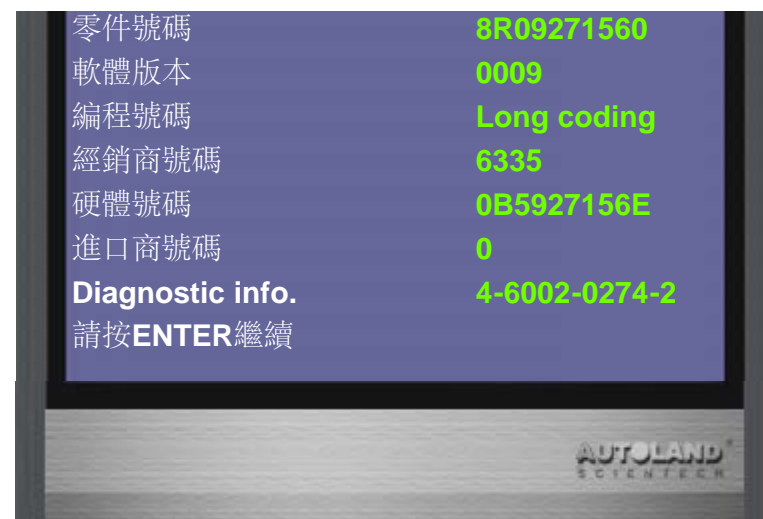 零件號碼 8R09271560
軟體版本 0009
編程號碼 Long coding
經銷商號碼 6335
硬體號碼 0B5927156E
進口商號碼 0
Diagnostic info. 4-6002-0274-2
請按ENTER繼續
AUTOLAND
SCIENTECH